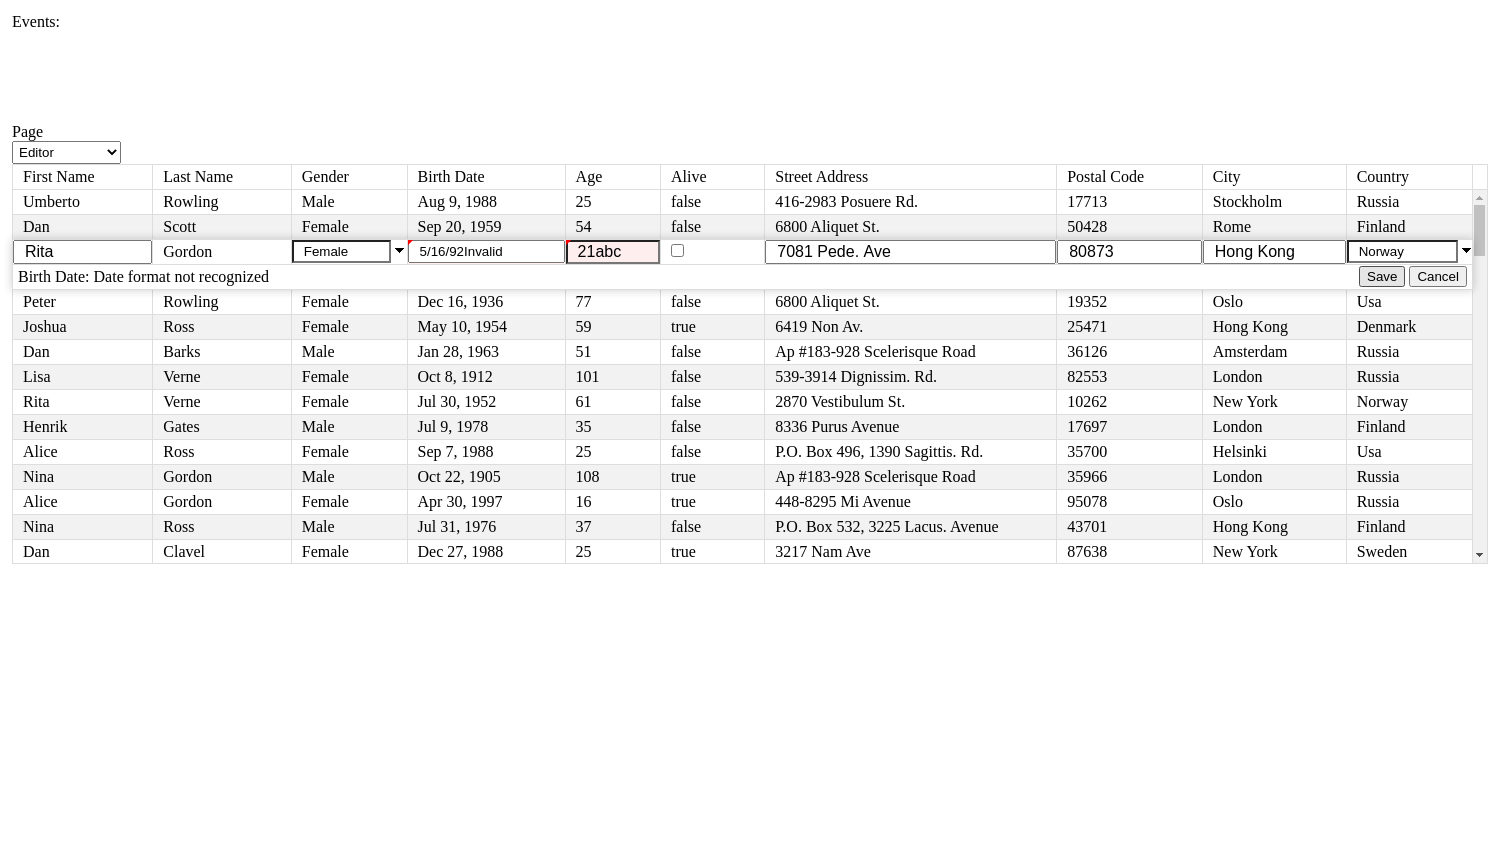 Events:
Page
Editor
First Name Last Name Gender Birth Date Age Alive Street Address Postal Code City Country
Umberto Rowling Male Aug 9, 1988 25 false 416-2983 Posuere Rd. 17713 Stockholm Russia
Dan Scott Female Sep 20, 1959 54 false 6800 Aliquet St. 50428 Rome Finland
Rita Gordon Female 5/16/92Invalid 21abc 7081 Pede. Ave 80873 Hong Kong Norway
Birth Date: Date format not recognized Save Cancel
Peter Rowling Female Dec 16, 1936 77 false 6800 Aliquet St. 19352 Oslo Usa
Joshua Ross Female May 10, 1954 59 true 6419 Non Av. 25471 Hong Kong Denmark
Dan Barks Male Jan 28, 1963 51 false Ap #183-928 Scelerisque Road 36126 Amsterdam Russia
Lisa Verne Female Oct 8, 1912 101 false 539-3914 Dignissim. Rd. 82553 London Russia
Rita Verne Female Jul 30, 1952 61 false 2870 Vestibulum St. 10262 New York Norway
Henrik Gates Male Jul 9, 1978 35 false 8336 Purus Avenue 17697 London Finland
Alice Ross Female Sep 7, 1988 25 false P.O. Box 496, 1390 Sagittis. Rd. 35700 Helsinki Usa
Nina Gordon Male Oct 22, 1905 108 true Ap #183-928 Scelerisque Road 35966 London Russia
Alice Gordon Female Apr 30, 1997 16 true 448-8295 Mi Avenue 95078 Oslo Russia
Nina Ross Male Jul 31, 1976 37 false P.O. Box 532, 3225 Lacus. Avenue 43701 Hong Kong Finland
Dan Clavel Female Dec 27, 1988 25 true 3217 Nam Ave 87638 New York Sweden